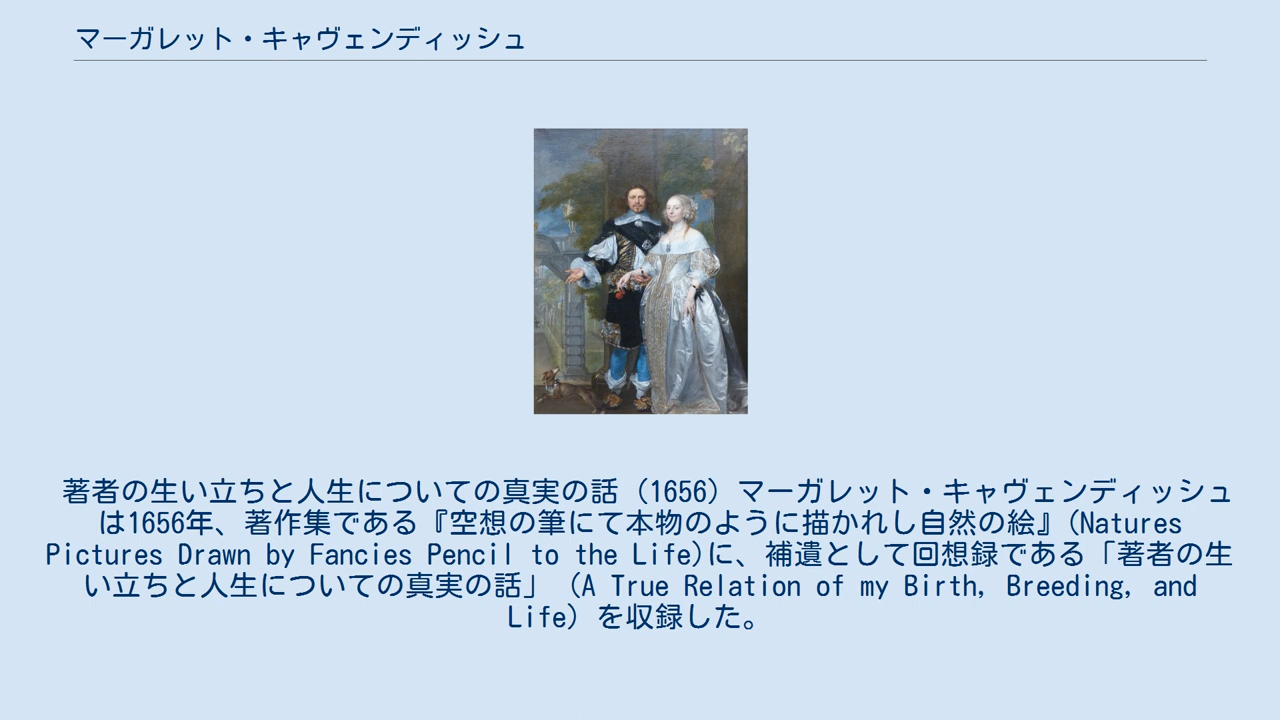 マーガレット・キャヴェンディッシュ
著者の生い立ちと人生についての真実の話（1656）マーガレット・キャヴェンディッシュ
は1656年、著作集である『空想の筆にて本物のように描かれし自然の絵』(Natures
Pictures Drawn by Fancies Pencil to the Life)に、補遺として回想録である「著者の生
い立ちと人生についての真実の話」（A True Relation of my Birth, Breeding, and
Life）を収録した。